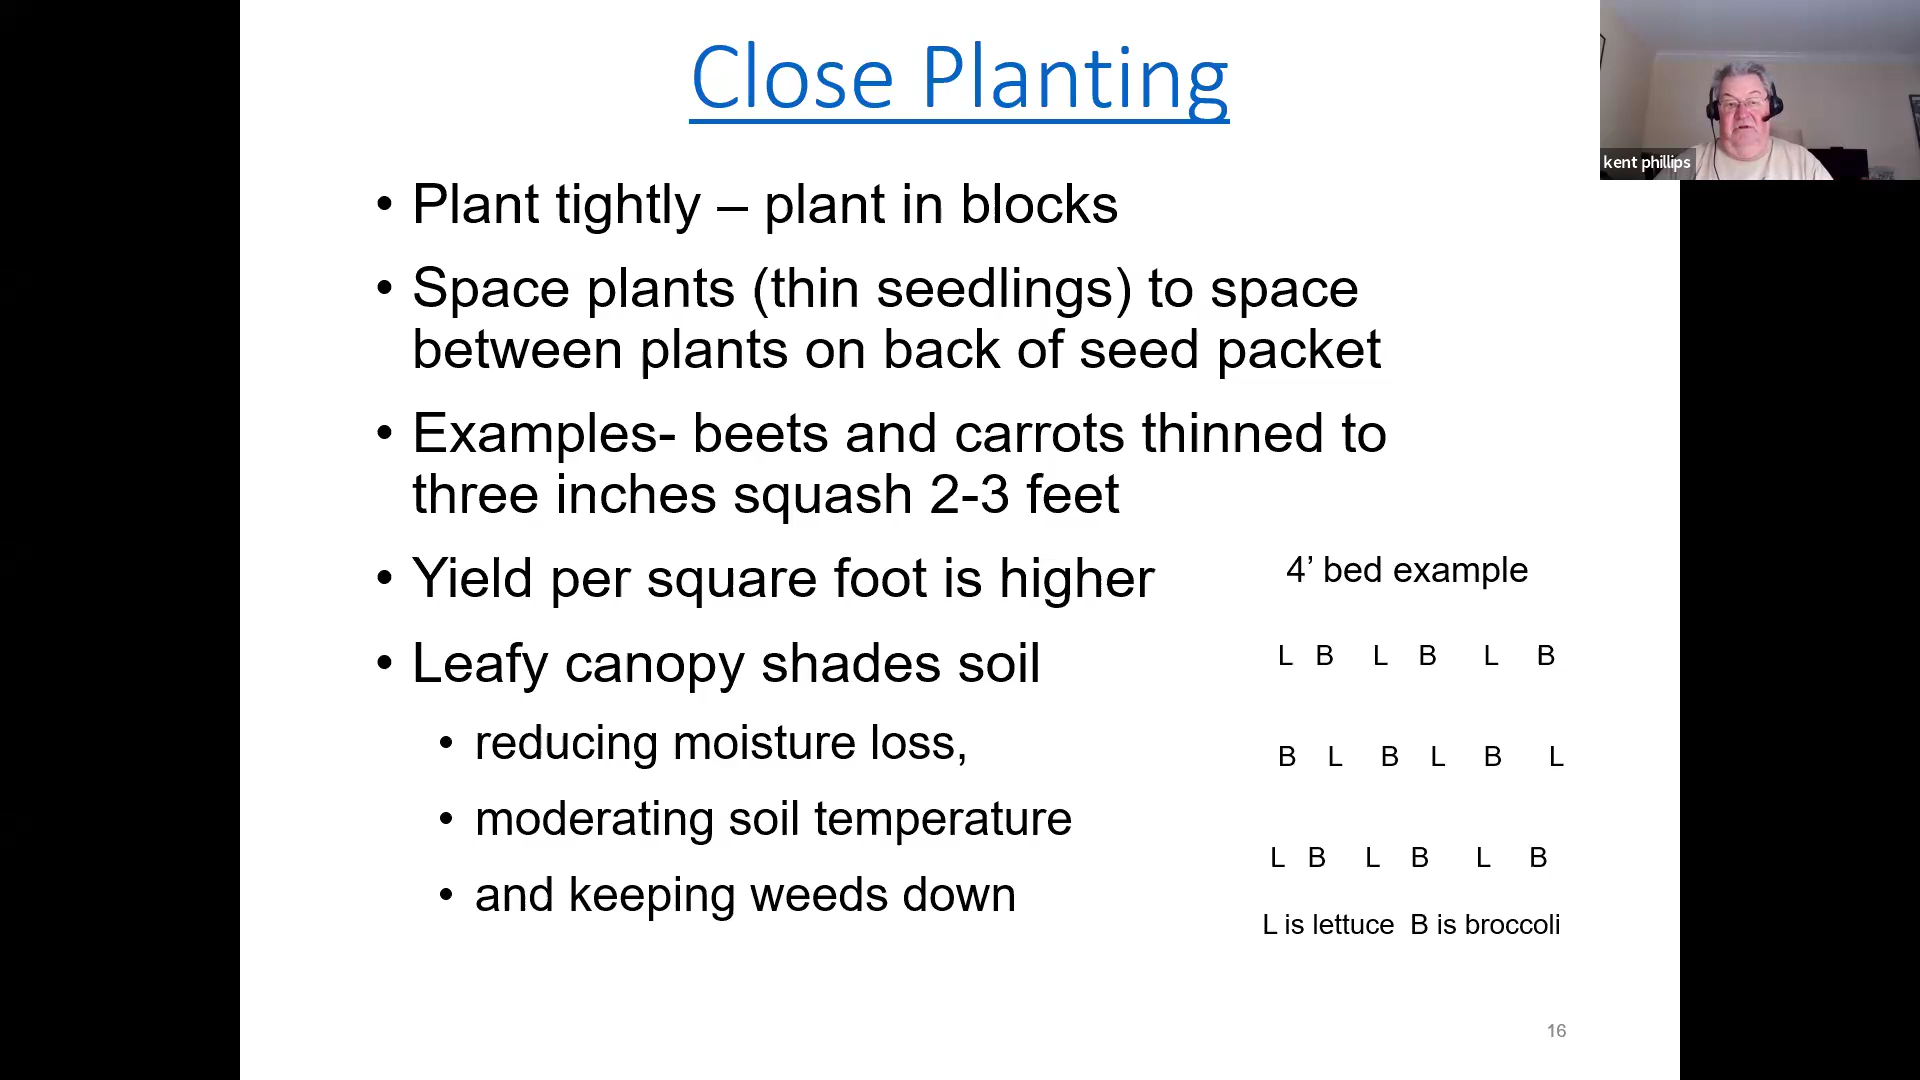 Close Planting
kent phillips
• Plant tightly – plant in blocks
• Space plants (thin seedlings) to space
between plants on back of seed packet
• Examples- beets and carrots thinned to
three inches squash 2-3 feet
• Yield per square foot is higher
• Leafy canopy shades soil
• reducing moisture loss,
• moderating soil temperature
• and keeping weeds down
4’ bed example
L B L B L B
B L B L B L
L B L B L B
L is lettuce B is broccoli
16